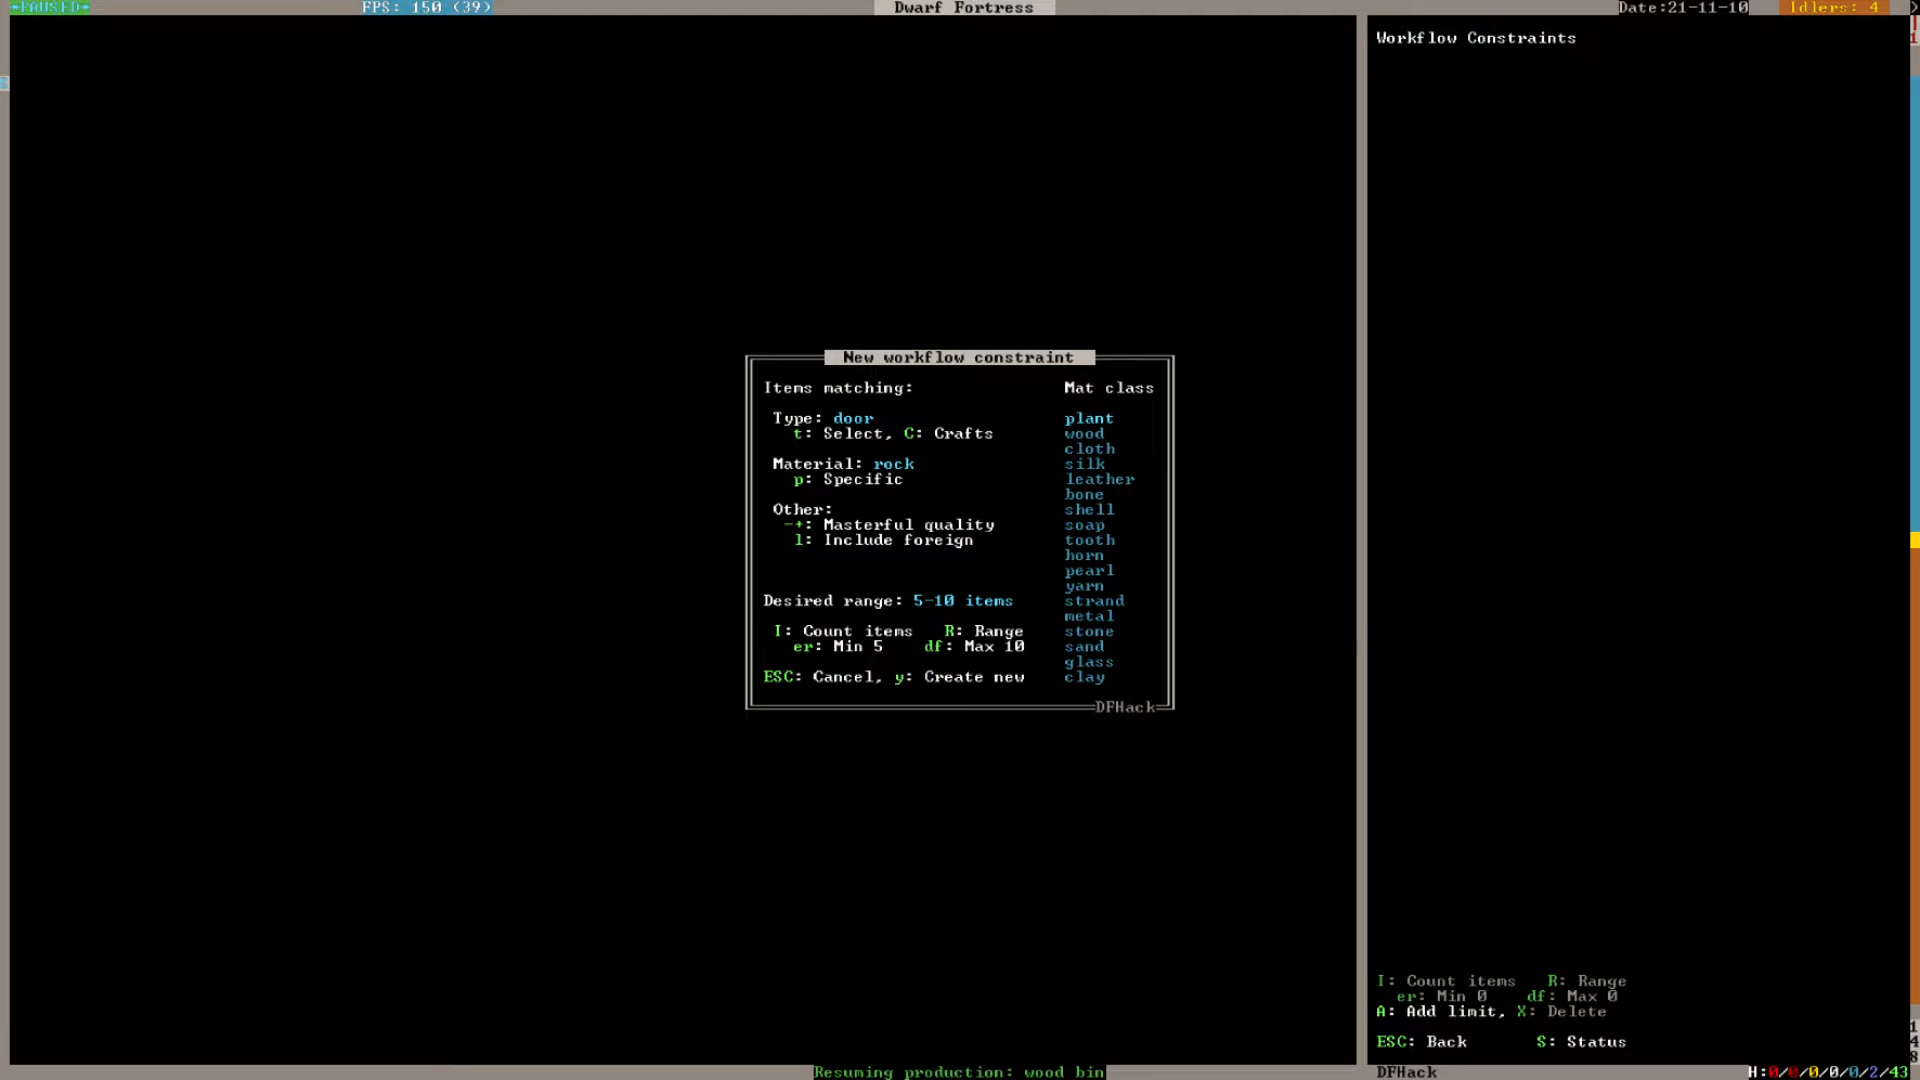 *PAUSED*
FPS: 150 (39)
Dwarf Fortress
Date:21-11-10
Idlers: 4
Workflow Constraints
New workflow constraint
Items matching:
Type: door
t: Select, C: Crafts
Material: rock
p: Specific
Other:
-+: Masterful quality
l: Include foreign
Desired range: 5-10 items
I: Count items R: Range
er: Min 5 df: Max 10
ESC: Cancel, y: Create new
Mat class
plant
wood
cloth
silk
leather
bone
shell
soap
tooth
horn
pearl
yarn
strand
metal
stone
sand
glass
clay
DFHack
I: Count items R: Range
er: Min 0 df: Max 0
A: Add limit, X: Delete
ESC: Back S: Status
Resuming production: wood bin
DFHack
H:0/0/0/0/0/2/43